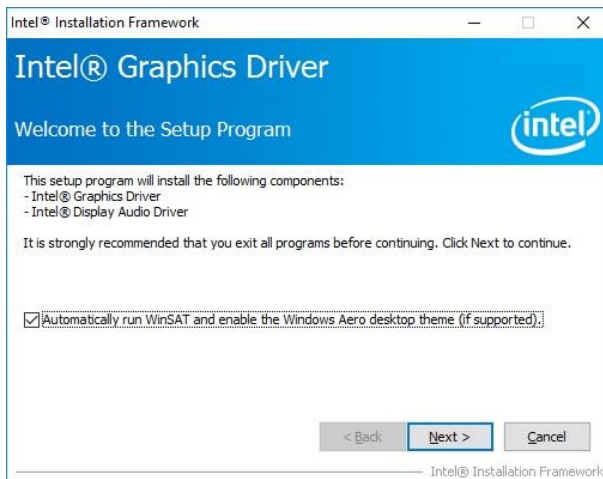 Intel® Installation Framework
Intel® Graphics Driver
Welcome to the Setup Program
intel
This setup program will install the following components:
- Intel® Graphics Driver
- Intel® Display Audio Driver
It is strongly recommended that you exit all programs before continuing. Click Next to continue.
Automatically run WinSAT and enable the Windows Aero desktop theme (if supported).
< Back
Next >
Cancel
Intel® Installation Framework